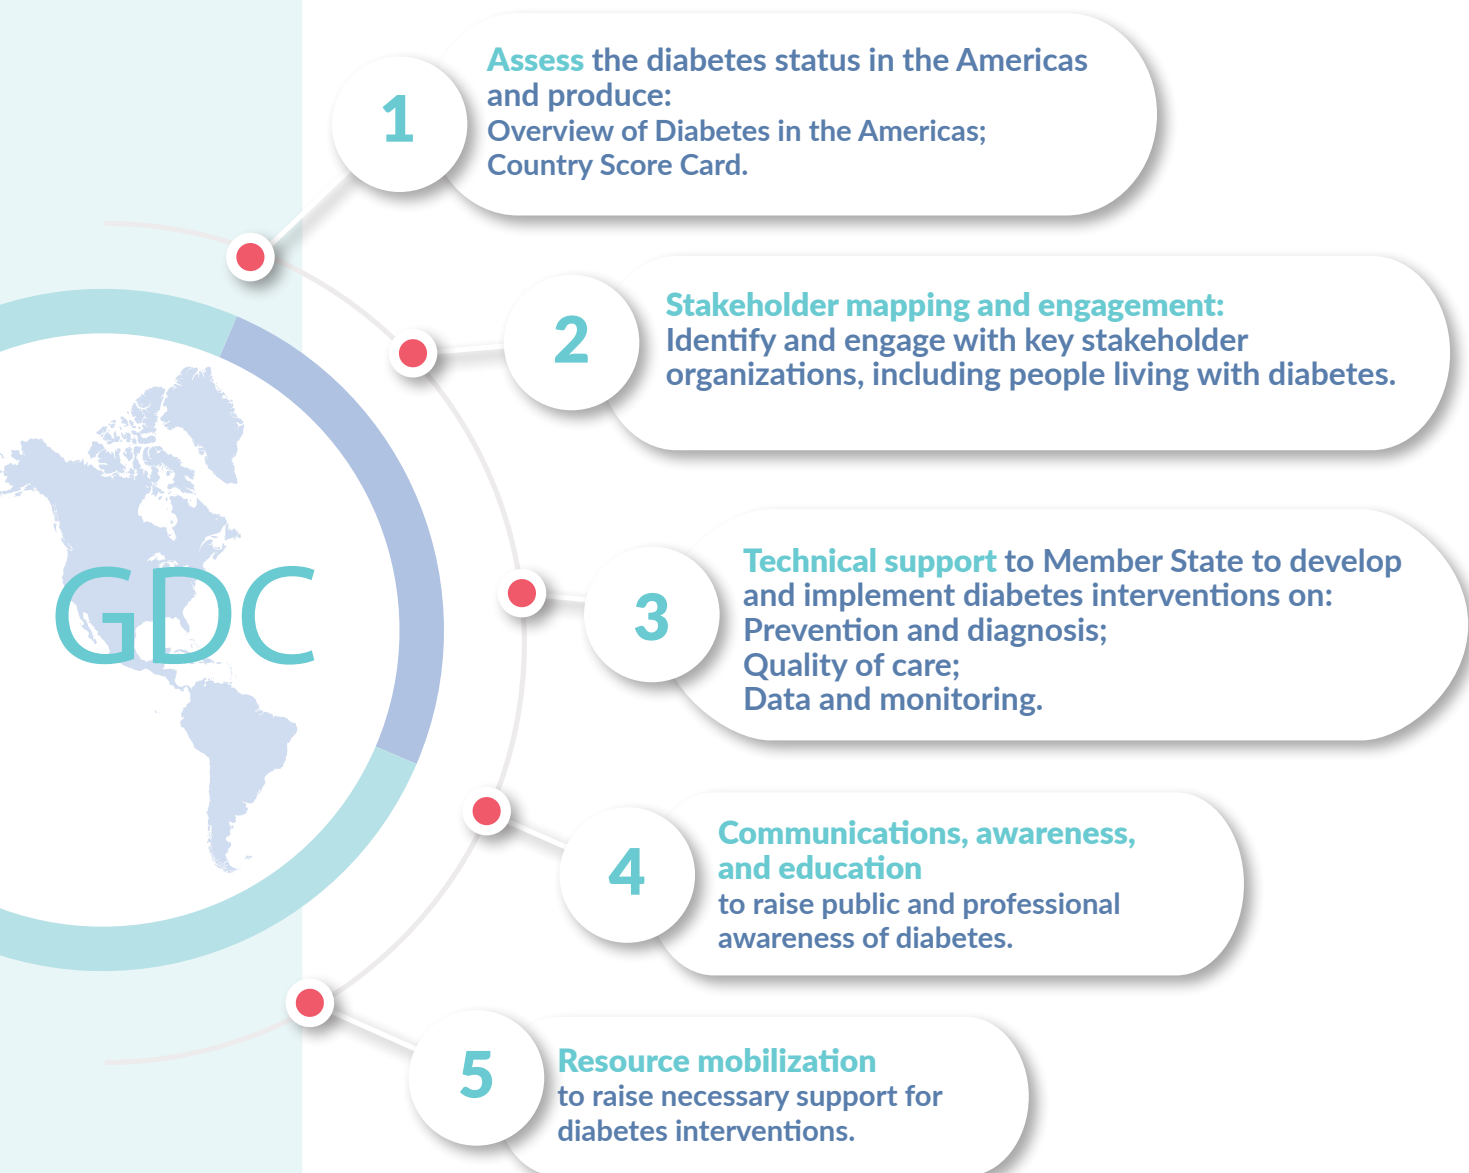 1
Assess the diabetes status in the Americas
and produce:
Overview of Diabetes in the Americas;
Country Score Card.
2
Stakeholder mapping and engagement:
Identify and engage with key stakeholder
organizations, including people living with diabetes.
GDC
3
Technical support to Member State to develop
and implement diabetes interventions on:
Prevention and diagnosis;
Quality of care;
Data and monitoring.
4
Communications, awareness,
and education
to raise public and professional
awareness of diabetes.
5
Resource mobilization
to raise necessary support for
diabetes interventions.